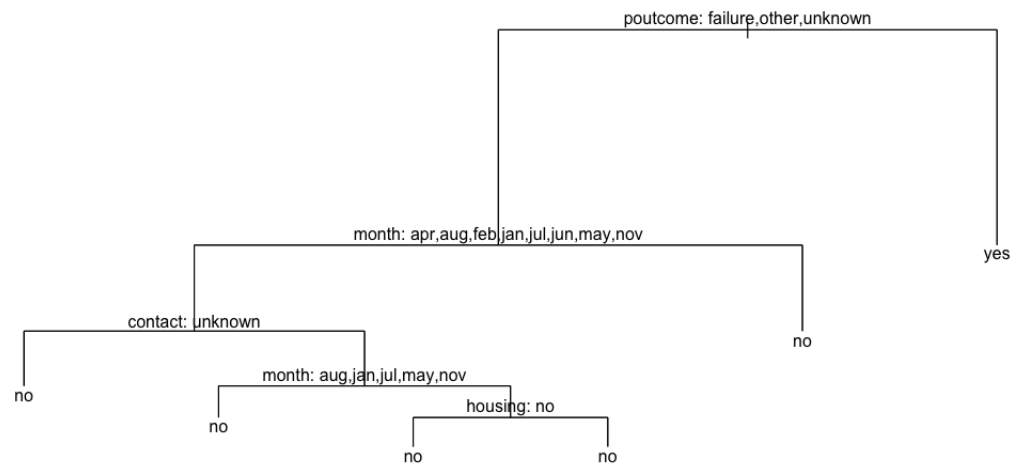 poutcome: failure,other,unknown
month: apr,aug,feb,jan,jul,jun,may,nov
yes
contact: unknown
no
month: aug,jan,jul,may,nov
no
housing: no
no
no
no